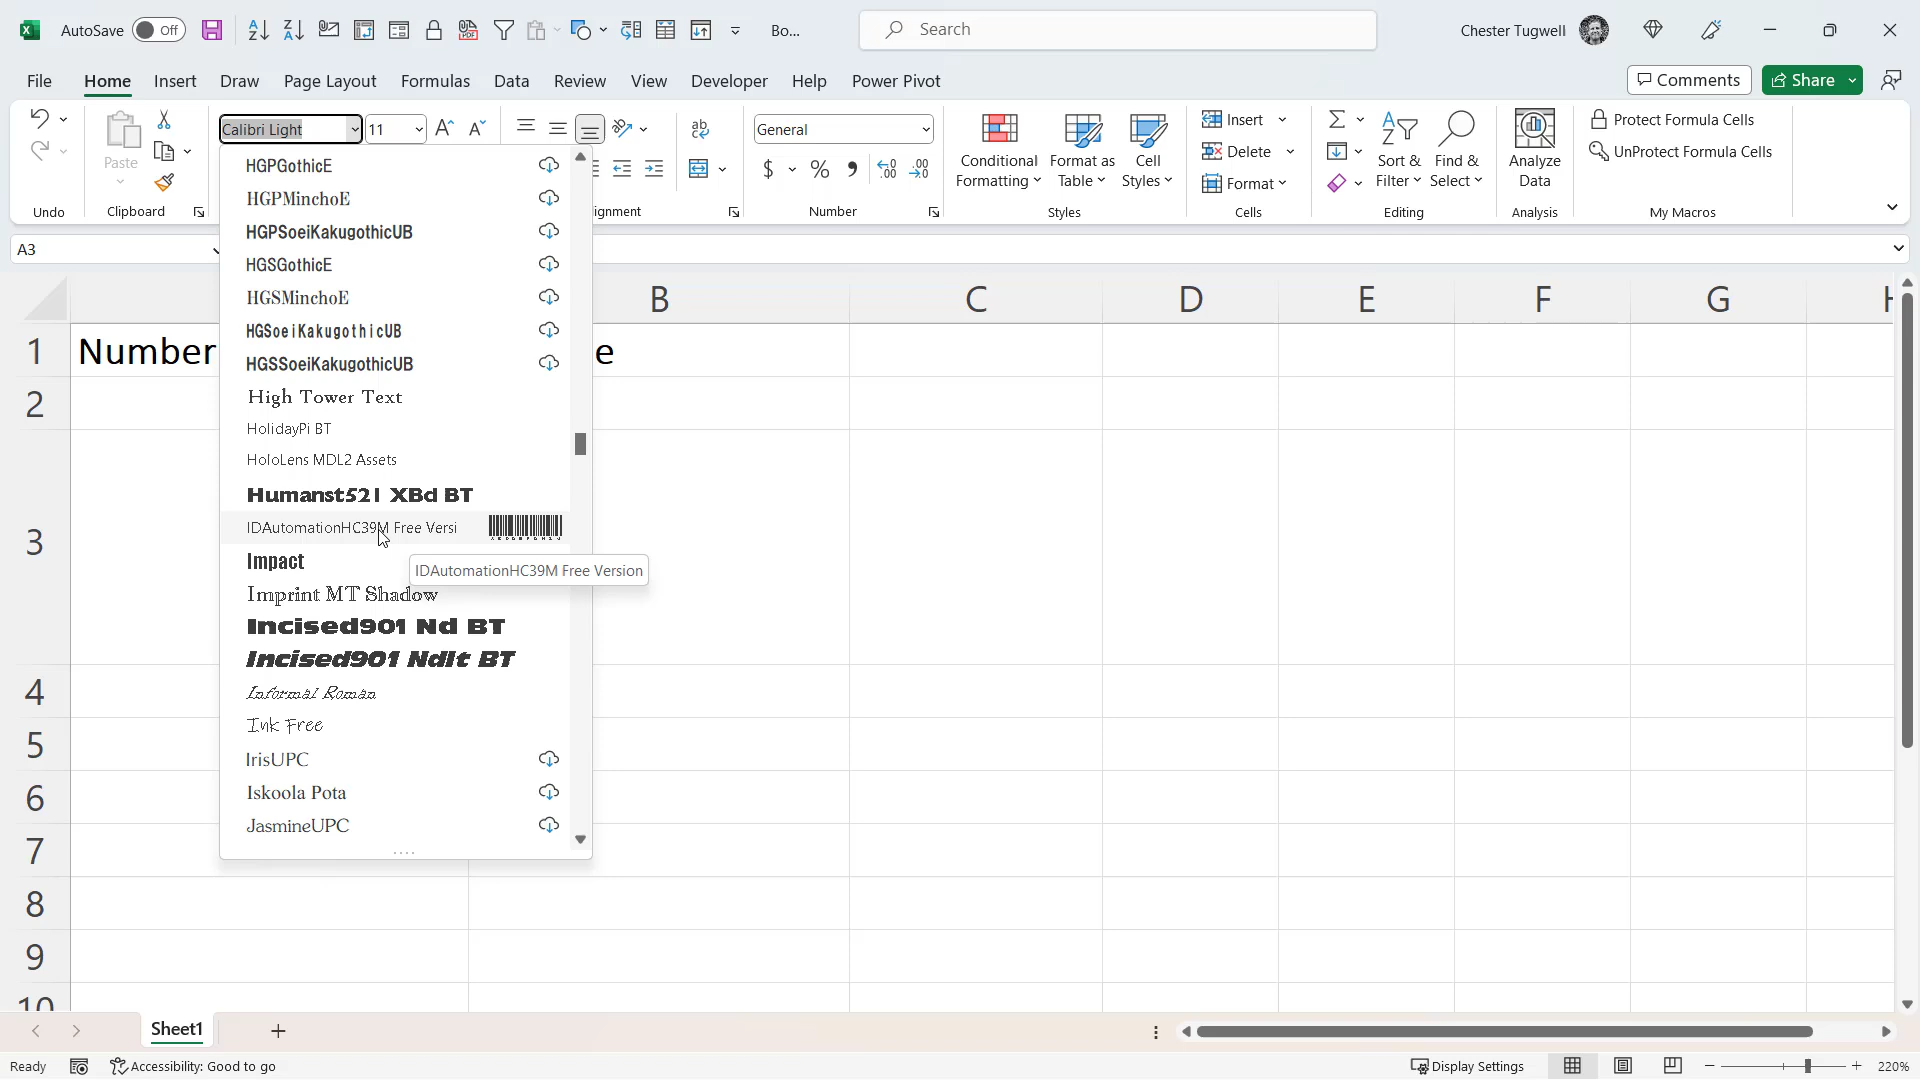 AutoSave Off Bo... Search Chester Tugwell
File Home Insert Draw Page Layout Formulas Data Review View Developer Help Power Pivot Comments Share
Paste
Undo Clipboard
Calibri Light 11
ab
c
General
$ % 9
Number
Conditional
Formatting
Format as
Table
Cell
Styles
Styles
Insert
Delete
Format
Cells
Sort &
Filter
Find &
Select
Editing
Analyze
Data
Analysis
Protect Formula Cells
UnProtect Formula Cells
My Macros
ignment
A3
HGPGothicE
HGPMinchoE
HGPSoeiKakugothicUB
HGSGothicE
HGSMinchoE
HGSoeiKakugothicUB
HGSSoeiKakugothicUB
High Tower Text
HolidayPi BT
HoloLens MDL2 Assets
Humanst521 XBd BT
IDAutomationHC39M Free Versi
IDAutomationHC39M Free Version
Impact
Imprint MT Shadow
Incised901 Nd BT
Incised901 NdIt BT
Informal Roman
Ink Free
IrisUPC
Iskoola Pota
JasmineUPC
B C D E F G H
1 Number e
2
3
4
5
6
7
8
9
10
Sheet1
Ready Accessibility: Good to go Display Settings 220%